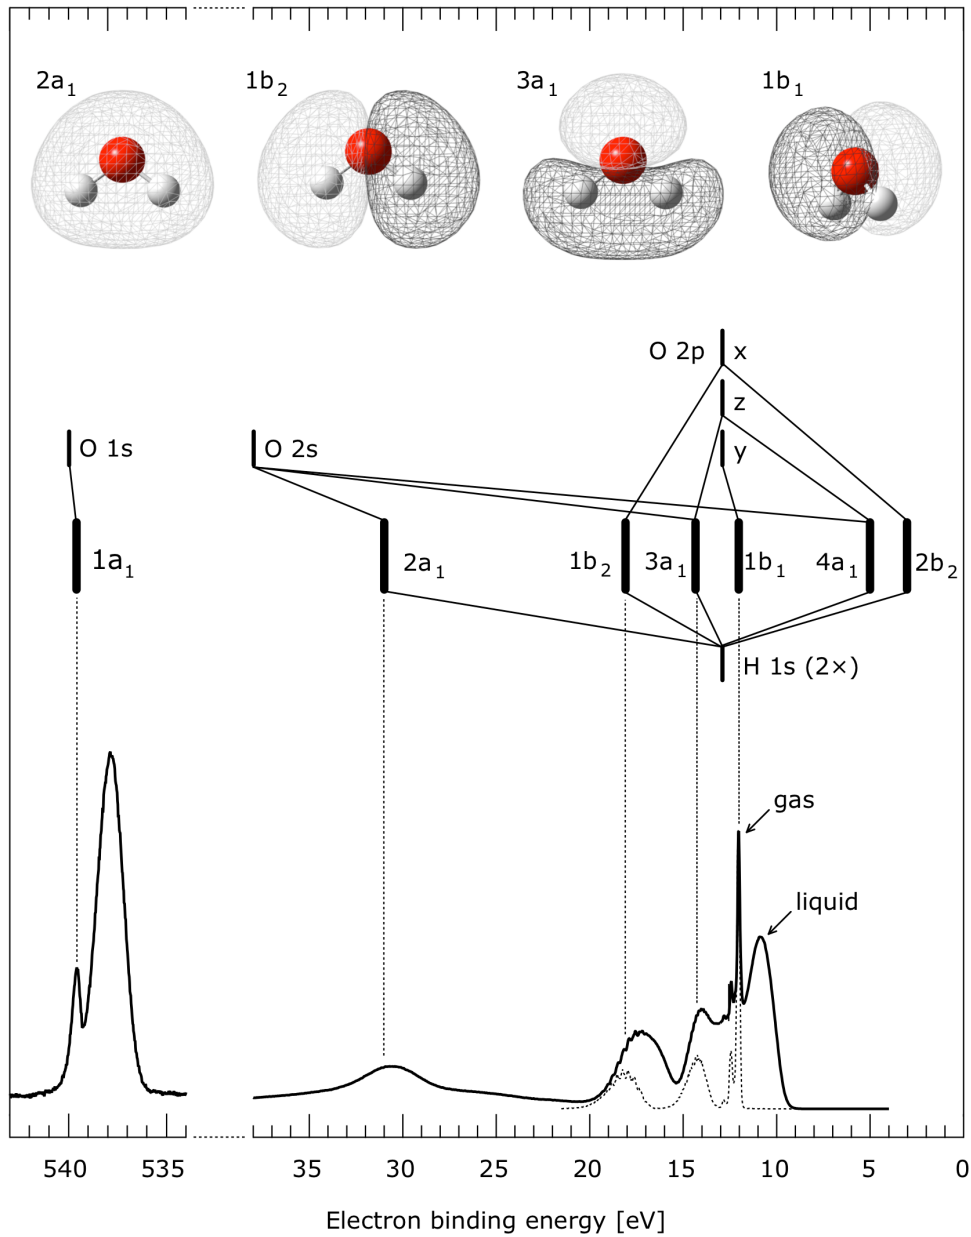 2a1 1b2 3a1 1b1
O 2p x
z
O 1s O 2s y
1a1 2a1 1b2 3a1 1b1 4a1 2b2
H 1s (2×)
gas
liquid
540 535 35 30 25 20 15 10 5 0
Electron binding energy [eV]